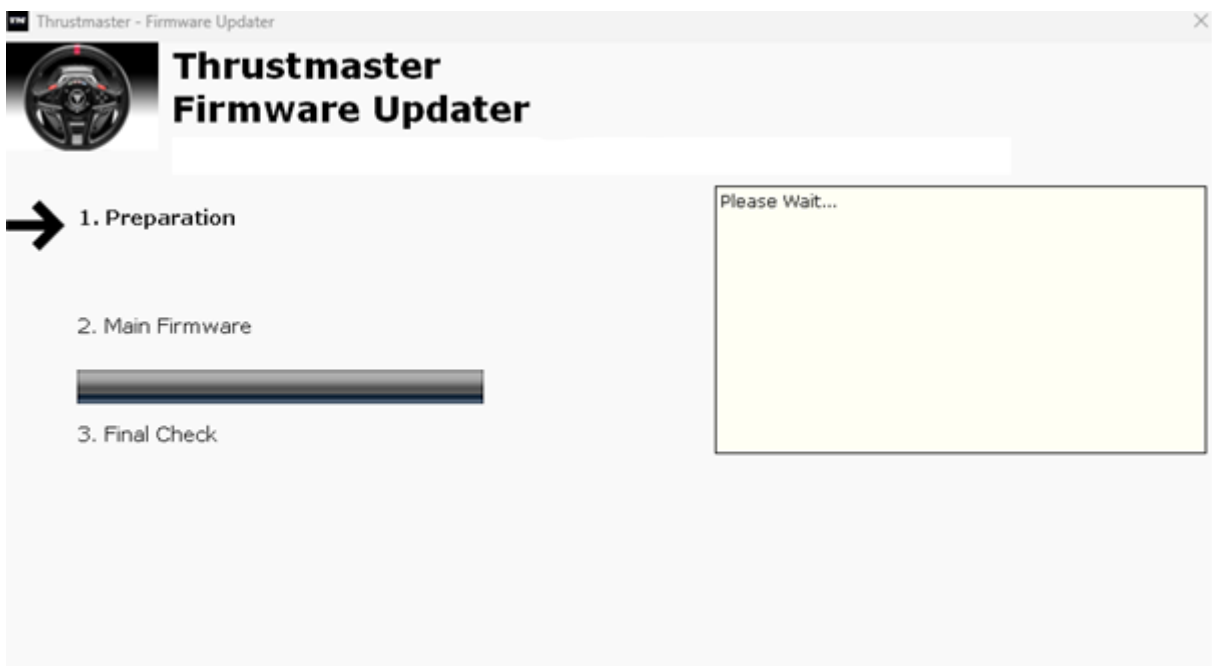 Thrustmaster - Firmware Updater
Thrustmaster
Firmware Updater
1. Preparation
Please Wait...
2. Main Firmware
3. Final Check